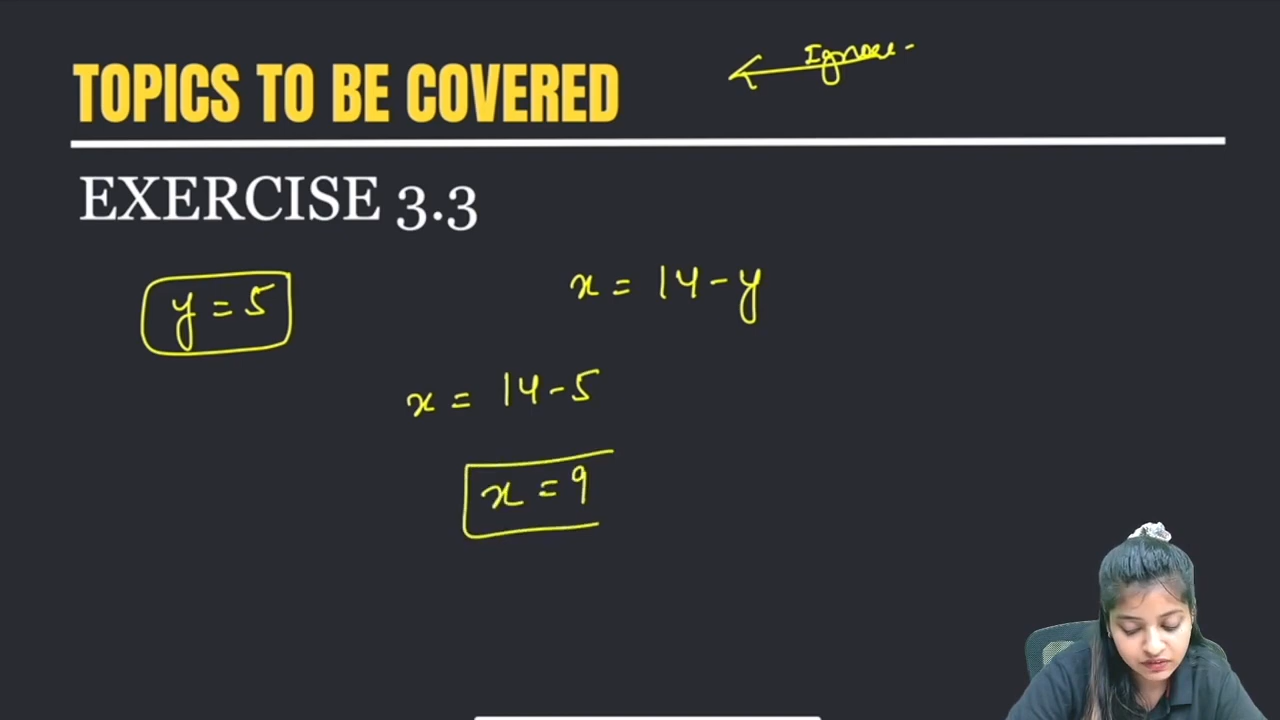 TOPICS TO BE COVERED
Ignore
EXERCISE 3.3
y = 5
x = 14 - y
x = 14 - 5
x = 9